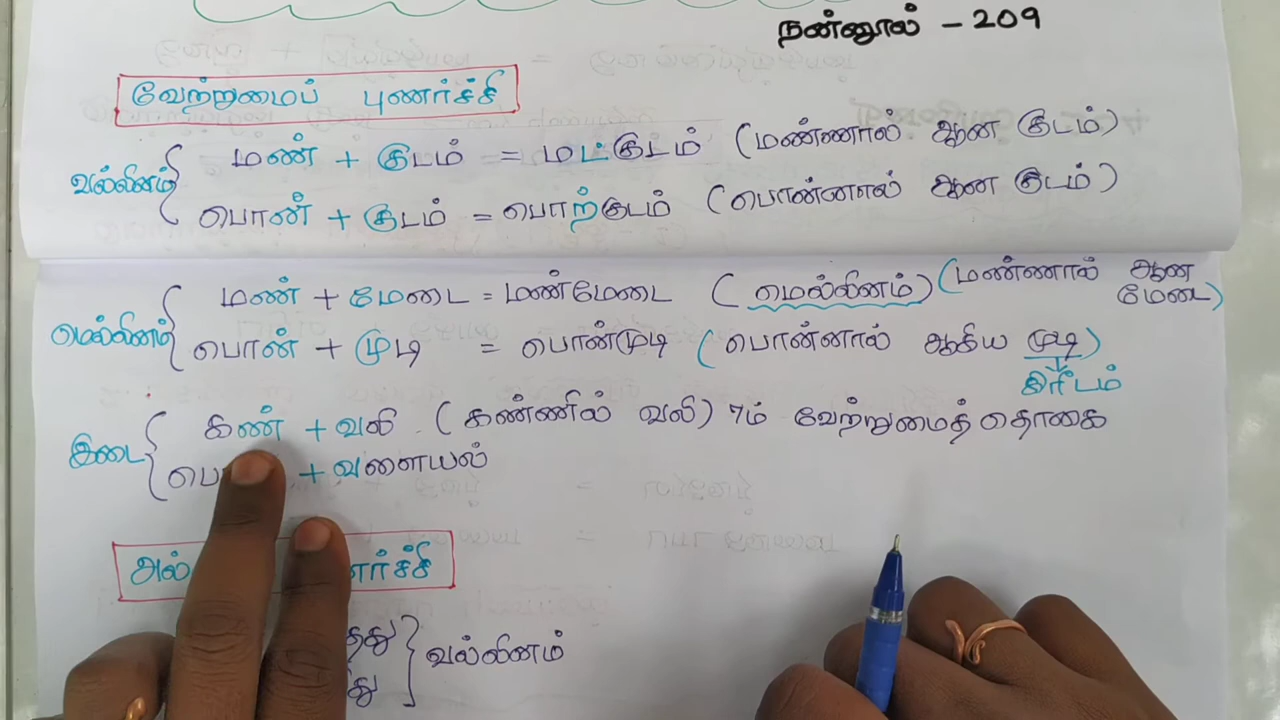 நன்னூல் - 209
வேற்றுமைப் புணர்ச்சி
வல்லினம் { மண் + குடம் = மட்குடம் (மண்ணால் ஆன குடம்)
பொன் + குடம் = பொற்குடம் (பொன்னால் ஆன குடம்)
மெல்லினம் { மண் + மேடை = மண்மேடை (மெல்லினம்) (மண்ணால் ஆன மேடை)
பொன் + முடி = பொன்முடி (பொன்னால் ஆகிய முடி)
கிரீடம்
இடை { கண் + வலி (கண்ணில் வலி) 7ம் வேற்றுமைத் தொகை
+ வளையல்
} வல்லினம்